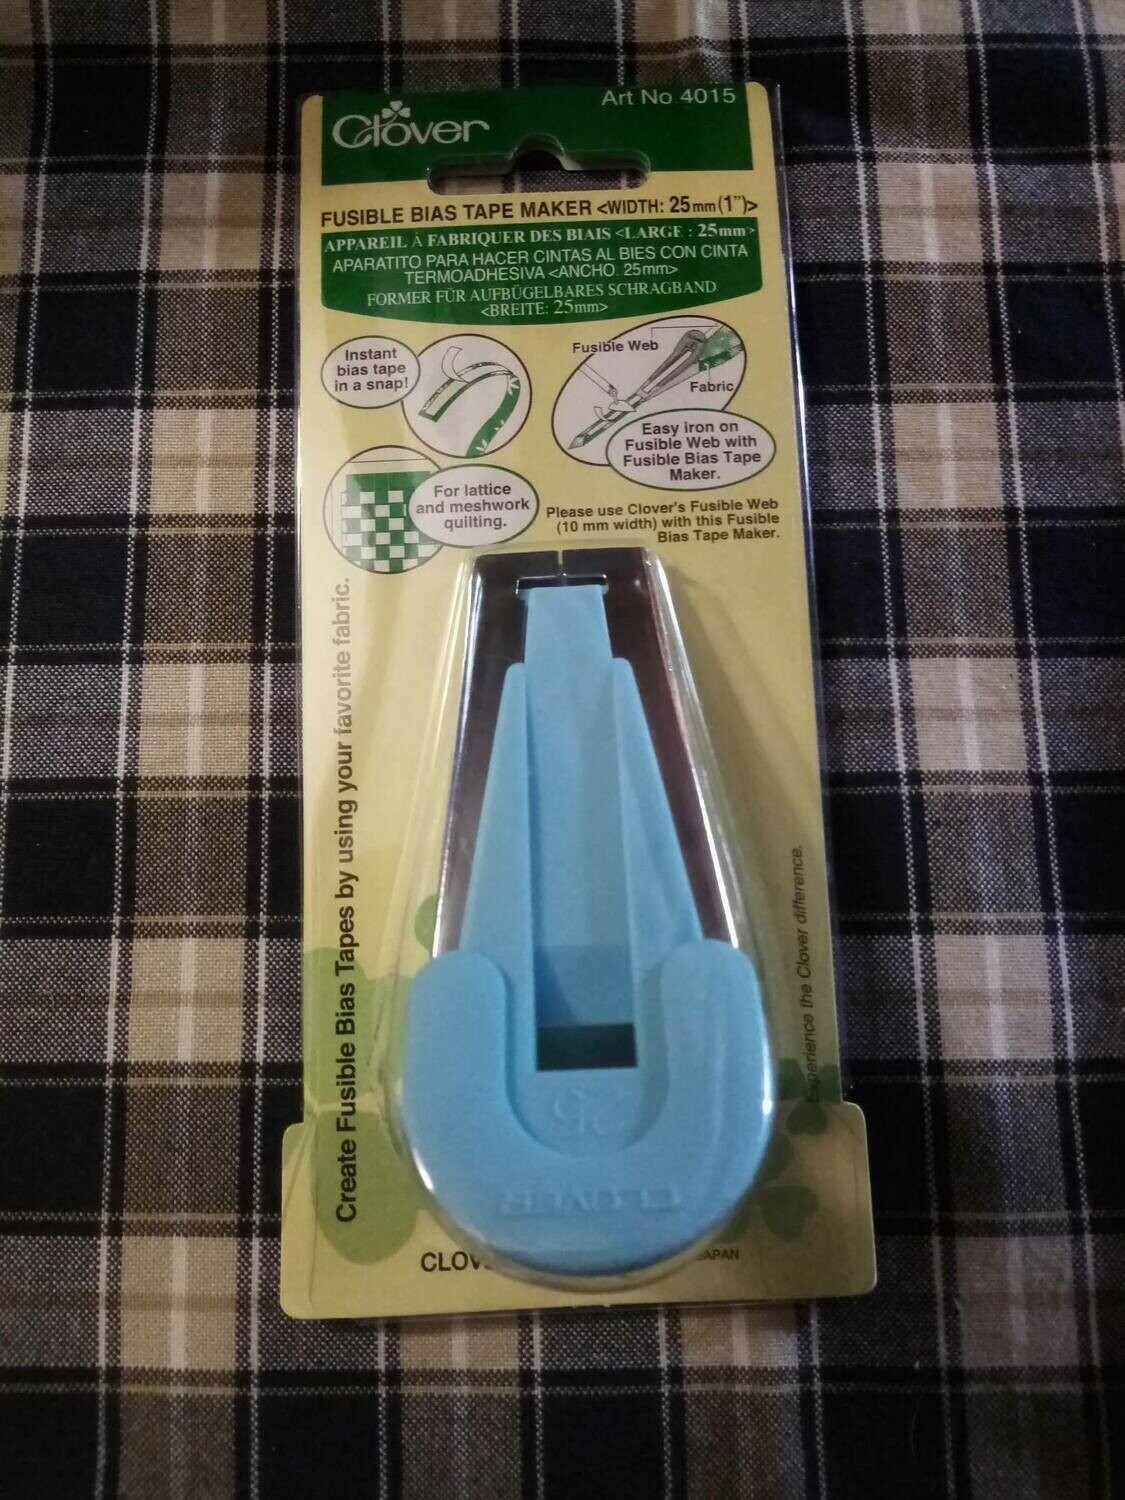 Clover
Art No 4015
FUSIBLE BIAS TAPE MAKER <WIDTH: 25mm(1")>
APPAREIL À FABRIQUER DES BIAIS <LARGE : 25mm>
APARATITO PARA HACER CINTAS AL BIES CON CINTA
TERMOADHESIVA <ANCHO. 25mm>
FORMER FÜR AUFBÜGELBARES SCHRAGBAND
<BREITE: 25mm>
Instant
bias tape
in a snap!
Fusible Web
Fabric
Easy iron on
Fusible Web with
Fusible Bias Tape
Maker.
For lattice
and meshwork
quilting.
Please use Clover's Fusible Web
(10 mm width) with this Fusible
Bias Tape Maker.
Create Fusible Bias Tapes by using your favorite fabric.
Experience the Clover difference.
25
CLOVER
JAPAN